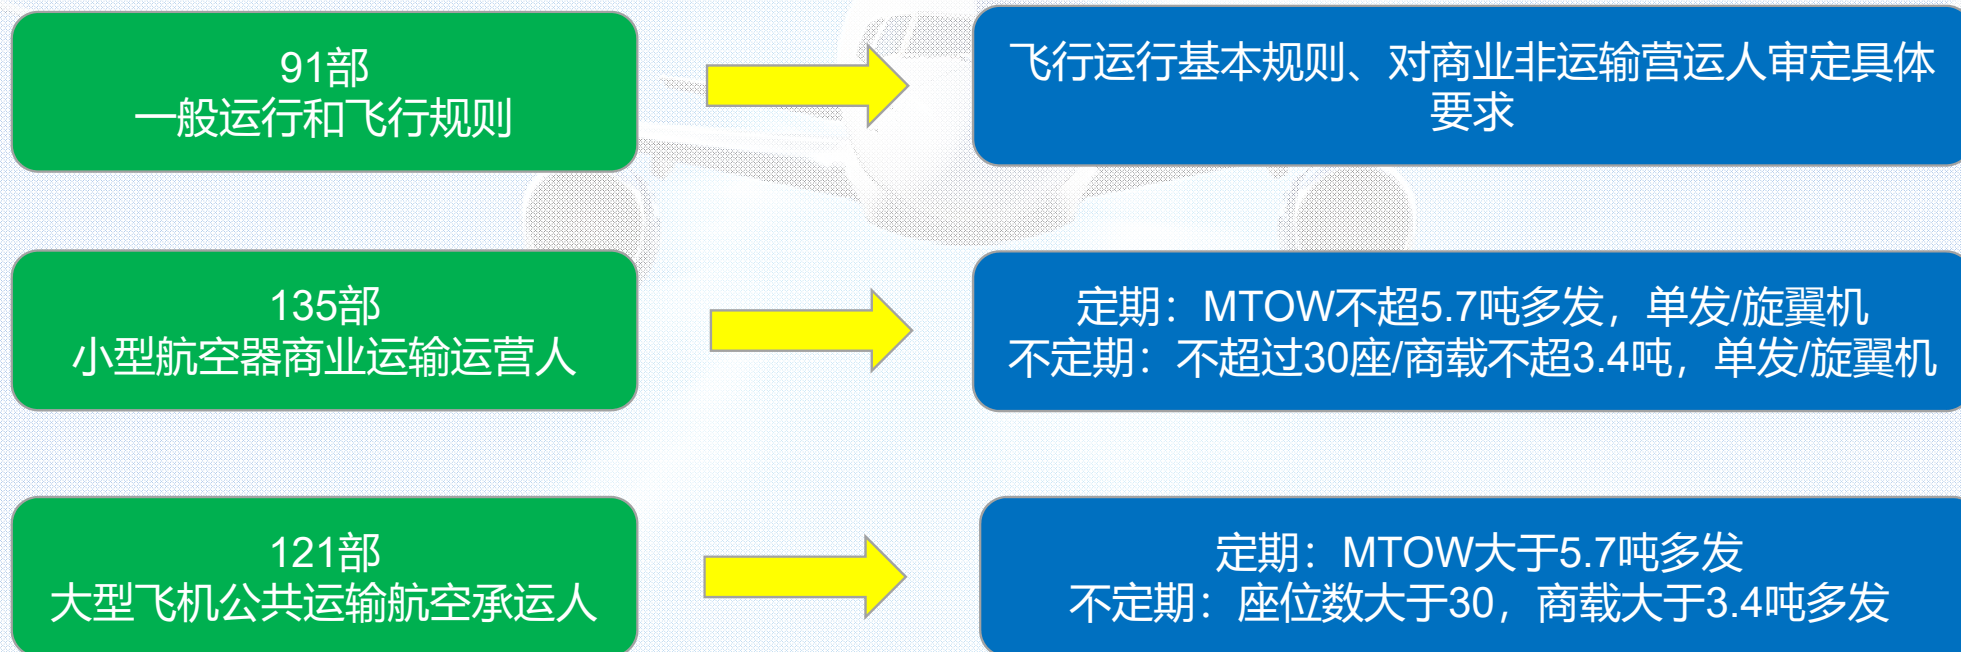 91部
一般运行和飞行规则
飞行运行基本规则、对商业非运输营运人审定具体
要求
135部
小型航空器商业运输运营人
定期：MTOW不超5.7吨多发，单发/旋翼机
不定期：不超过30座/商载不超3.4吨，单发/旋翼机
121部
大型飞机公共运输航空承运人
定期：MTOW大于5.7吨多发
不定期：座位数大于30，商载大于3.4吨多发